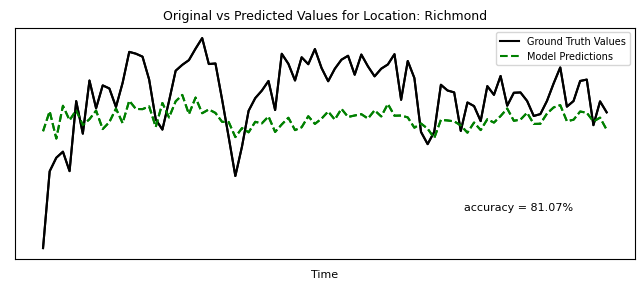 Original vs Predicted Values for Location: Richmond
Ground Truth Values
Model Predictions
accuracy = 81.07%
Time